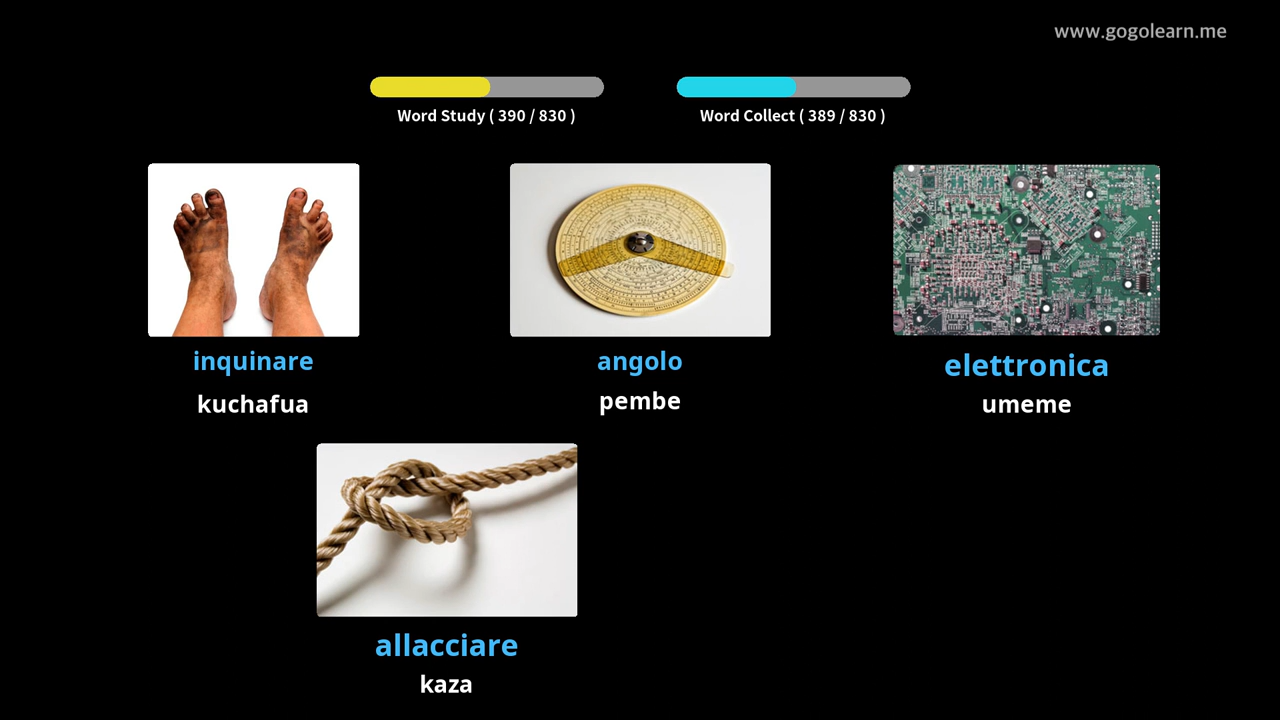 www.gogolearn.me
Word Study ( 390 / 830 )
Word Collect ( 389 / 830 )
inquinare
kuchafua
angolo
pembe
elettronica
umeme
allacciare
kaza